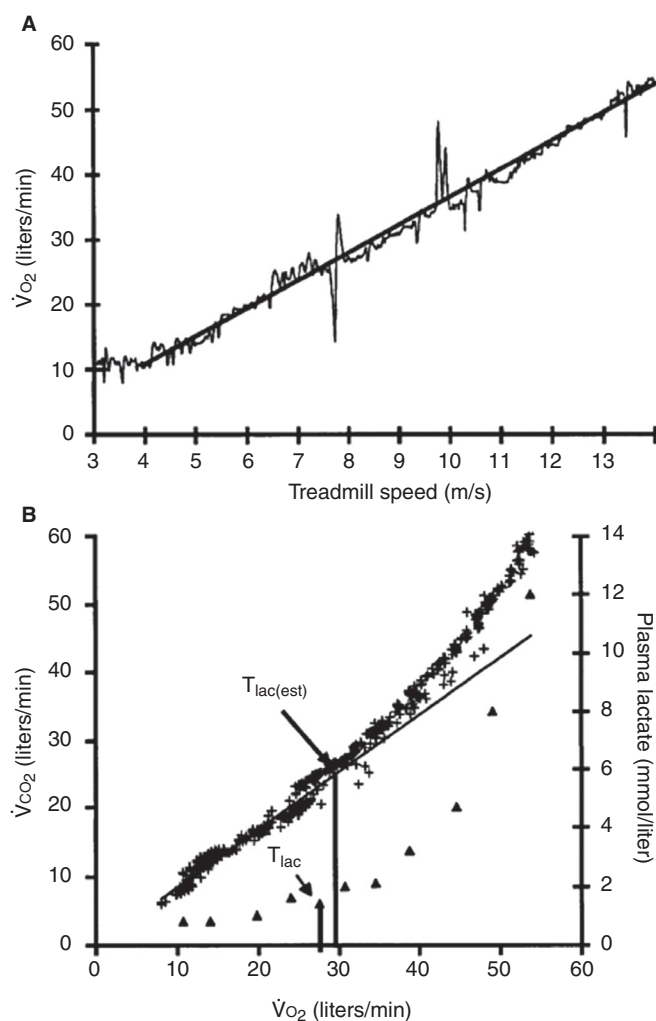 A
60
50
40
30
20
10
0
V̇O₂ (liters/min)
3 4 5 6 7 8 9 10 11 12 13
Treadmill speed (m/s)
B
60
50
40
30
20
10
0
V̇CO₂ (liters/min)
14
12
10
8
6
4
2
0
Plasma lactate (mmol/liter)
Tlac(est)
Tlac
0 10 20 30 40 50 60
V̇O₂ (liters/min)